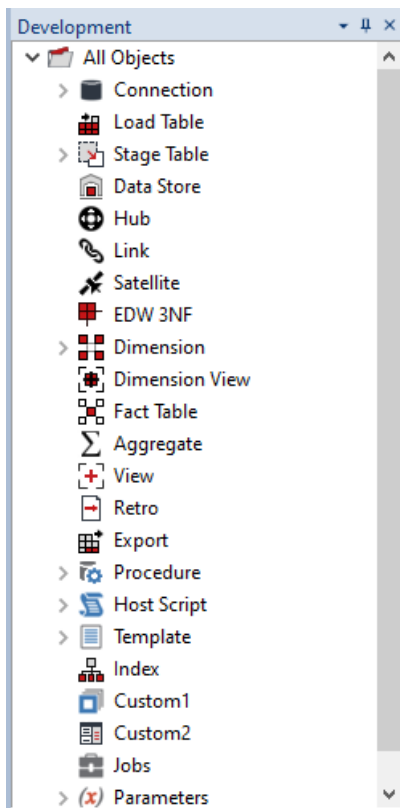 Development
All Objects
Connection
Load Table
Stage Table
Data Store
Hub
Link
Satellite
EDW 3NF
Dimension
Dimension View
Fact Table
Aggregate
View
Retro
Export
Procedure
Host Script
Template
Index
Custom1
Custom2
Jobs
(x) Parameters